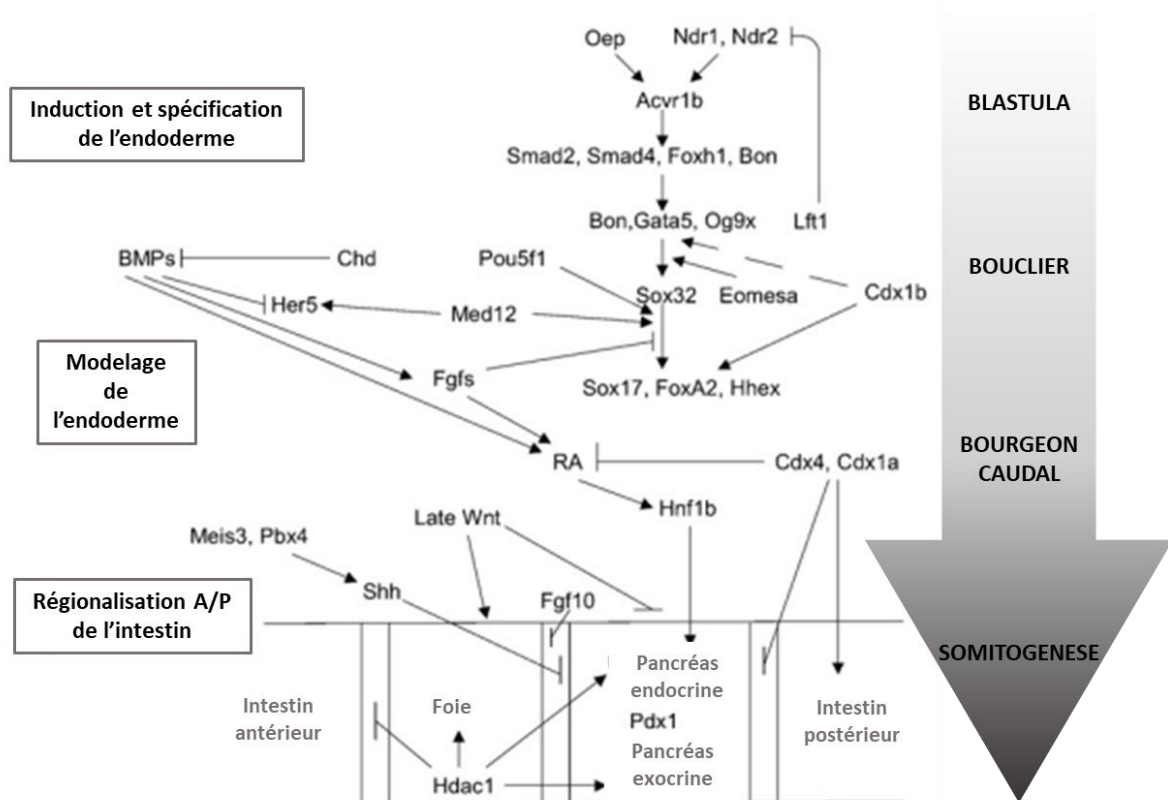 Oep
Ndr1, Ndr2
Acvr1b
BLASTULA
Induction et spécification
de l'endoderme
Smad2, Smad4, Foxh1, Bon
Bon,Gata5, Og9x
Lft1
BMPs
Chd
Pou5f1
BOUCLIER
Her5
Med12
Sox32
Eomesa
Cdx1b
Modelage
de
l'endoderme
Fgfs
Sox17, FoxA2, Hhex
RA
Cdx4, Cdx1a
BOURGEON
CAUDAL
Hnf1b
Late Wnt
Meis3, Pbx4
Shh
Fgf10
Régionalisation A/P
de l'intestin
SOMITOGENESE
Intestin
antérieur
Foie
Pancréas
endocrine
Pdx1
Pancréas
exocrine
Intestin
postérieur
Hdac1